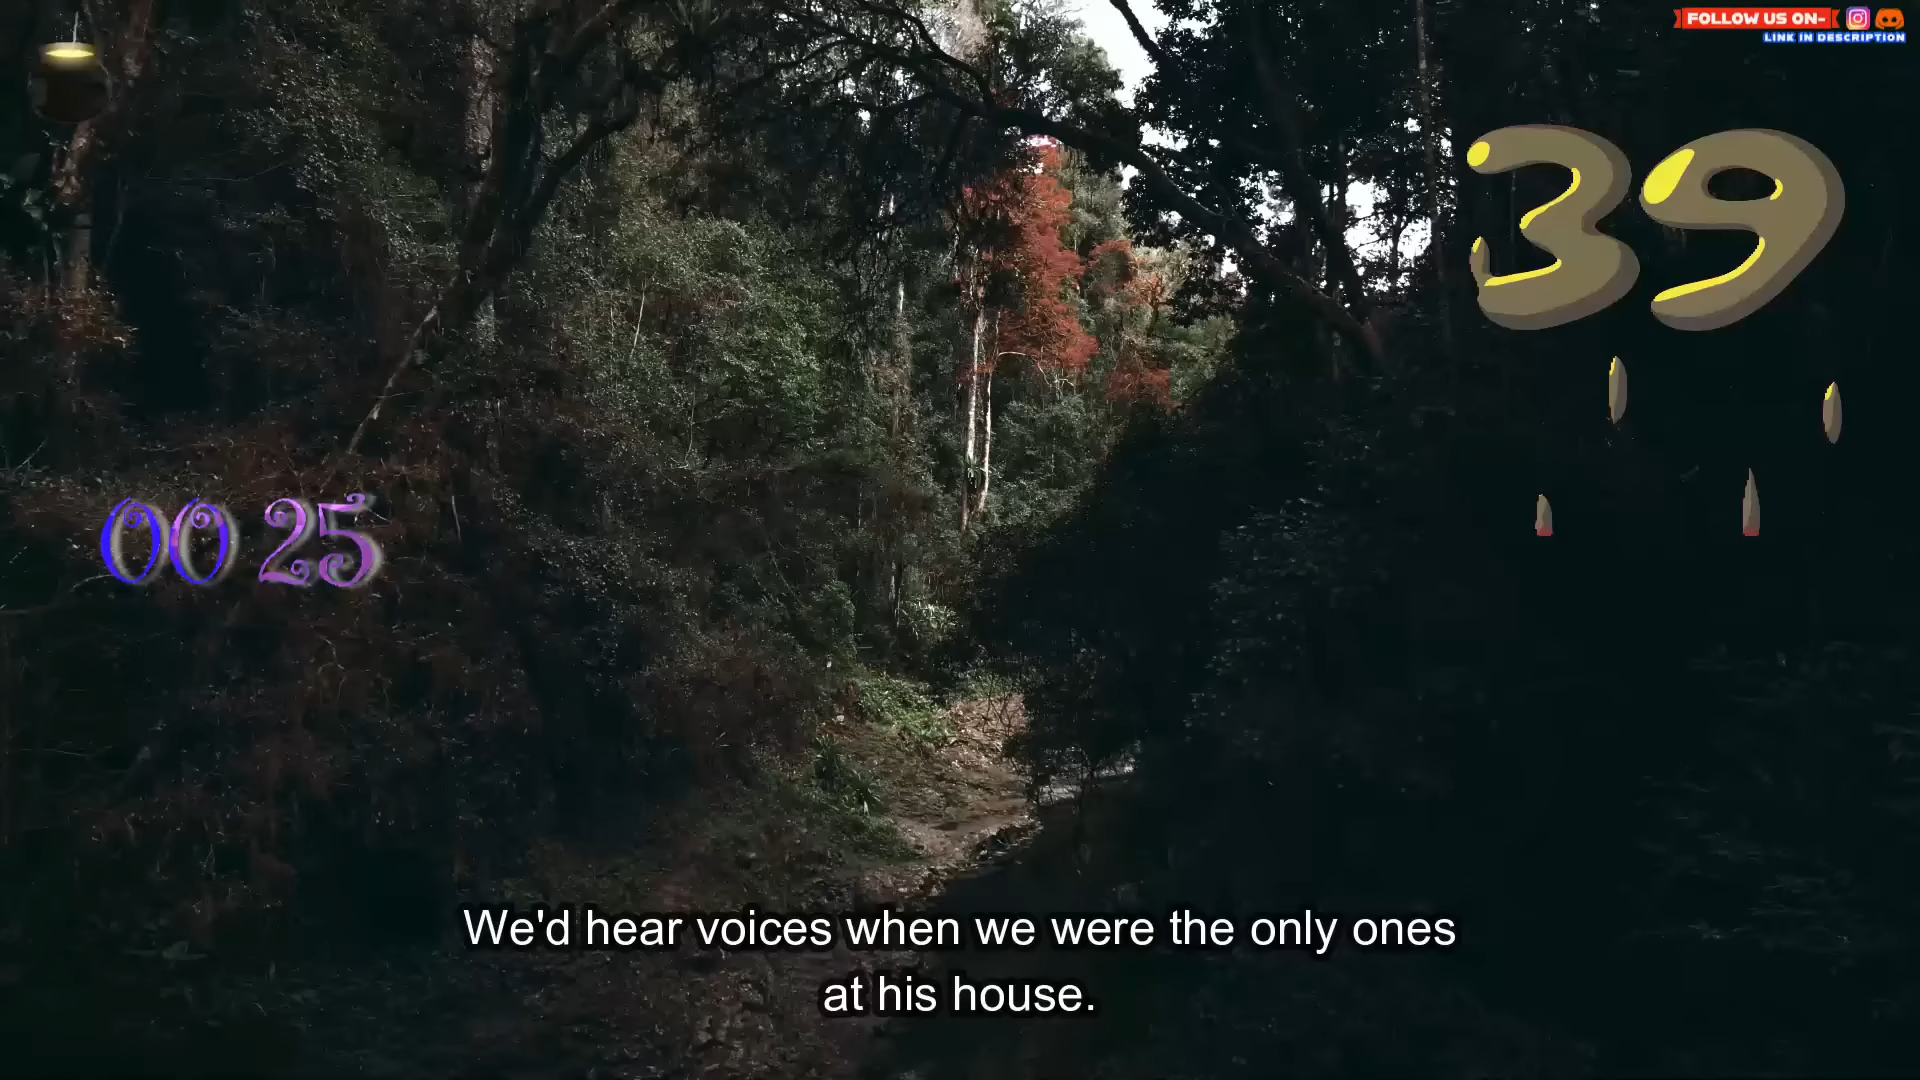 FOLLOW US ON-
LINK IN DESCRIPTION
39
00 25
We'd hear voices when we were the only ones
at his house.